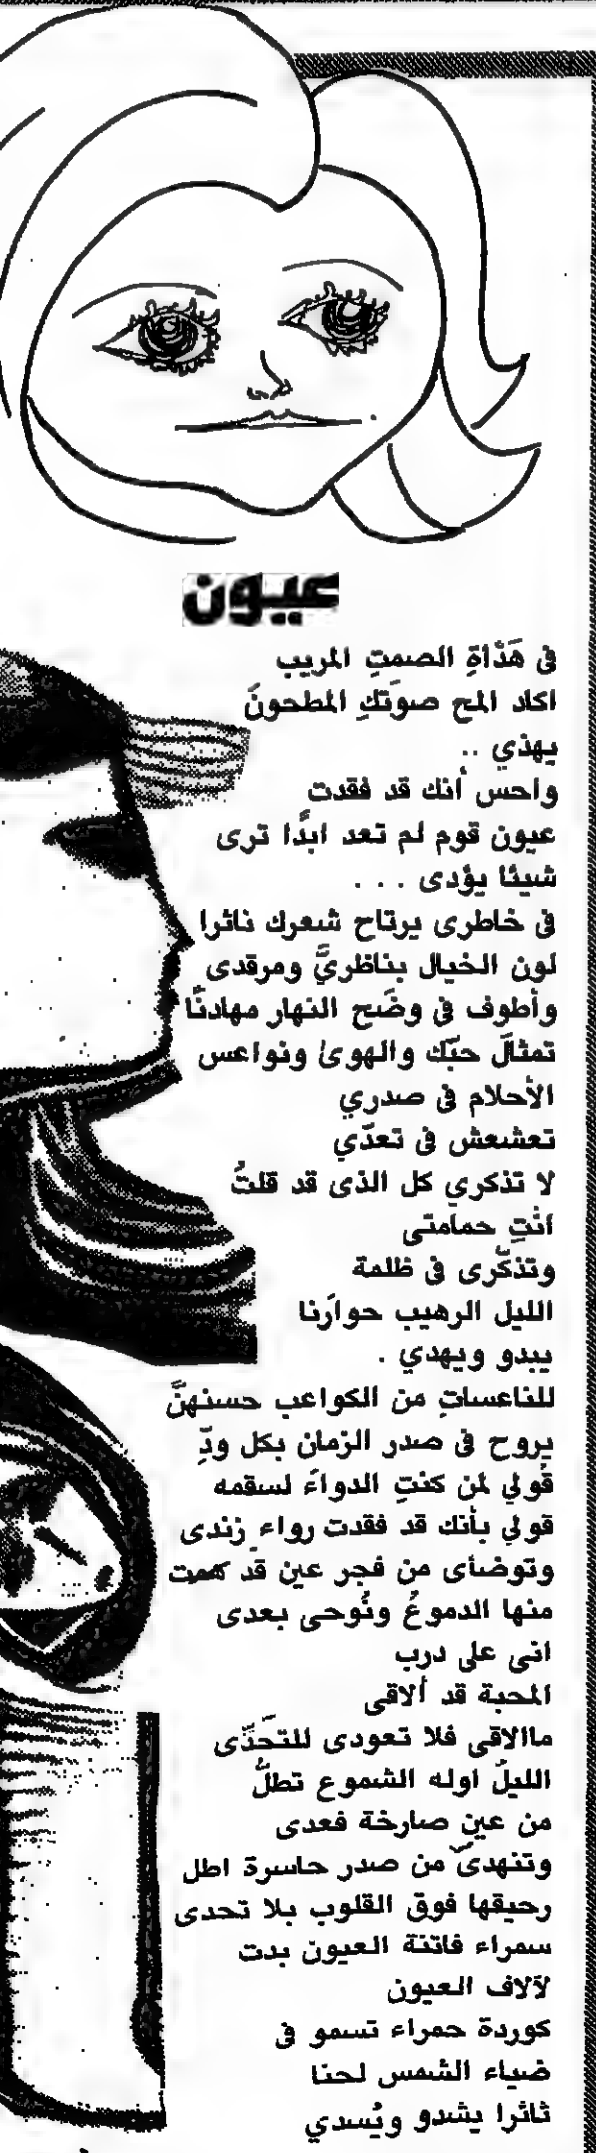 عيون
فى هَدْاةِ الصمتِ المريب
اكاد المح صوتَكِ المطحونَ
يهذي ..
واحس أنك قد فقدت
عيون قوم لم تعد ابدًا ترى
شيئا يؤدى . . .
فى خاطرى يرتاح شعرك ناثرا
لون الخيال بناظريَّ ومرقدى
وأطوف فى وضَح النهار مهادنًا
تمثالَ حبّك والهوىٰ ونواعس
الأحلام فى صدري
تعشعش فى تعدّي
لا تذكري كل الذى قد قلتُ
انْتِ حمامتى
وتذكّرى فى ظلمة
الليل الرهيب حوارَنا
يبدو ويهدي .
للناعساتِ من الكواعب حسنهنَّ
يروح فى صدر الزمان بكل ودِّ
قولي لمن كنتِ الدواءَ لسقمه
قولي بأنك قد فقدت رواء زندى
وتوضأى من فجر عين قد همت
منها الدموعُ ونُوحى بعدى
انى على درب
المحبة قد ألاقى
ماالاقى فلا تعودى للتحَدِّى
الليلُ اوله الشموع تطلُّ
من عينٍ صارخة فعدى
وتنهدىّ من صدر حاسرة اطل
رحيقها فوق القلوب بلا تحدى
سمراء فاتنة العيون بدت
لآلاف العيون
كوردة حمراء تسمو فى
ضياء الشمس لحنا
ثائرا يشدو ويُسدي